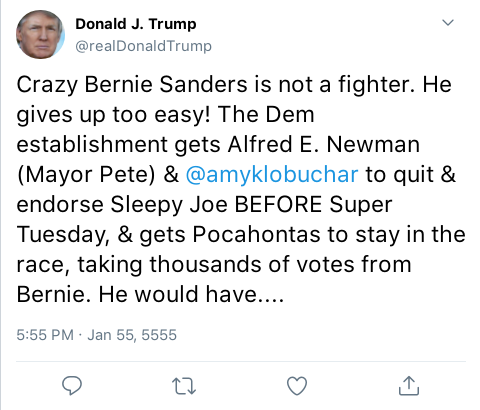 Donald J. Trump
@realDonaldTrump
Crazy Bernie Sanders is not a fighter. He
gives up too easy! The Dem
establishment gets Alfred E. Newman
(Mayor Pete) & @amyklobuchar to quit &
endorse Sleepy Joe BEFORE Super
Tuesday, & gets Pocahontas to stay in the
race, taking thousands of votes from
Bernie. He would have....
5:55 PM · Jan 55, 5555